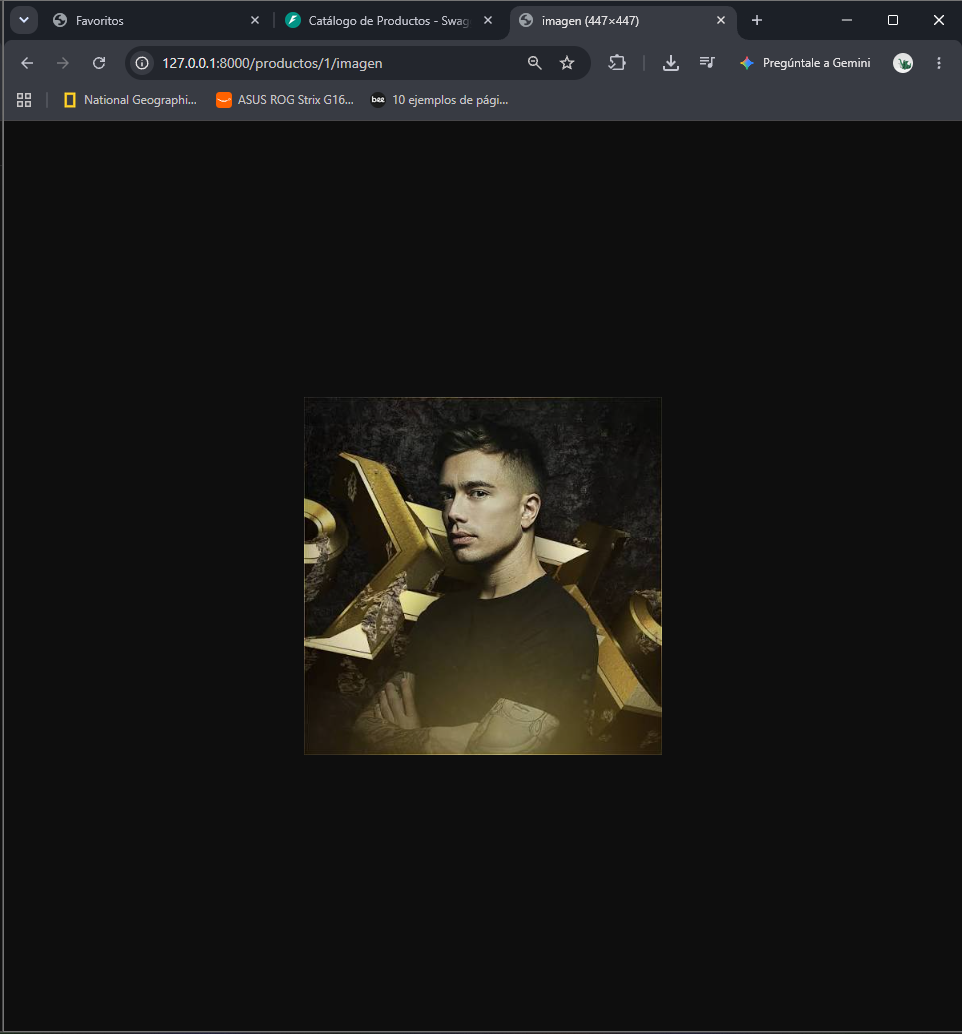 Favoritos
Catálogo de Productos - Swag
imagen (447×447)
127.0.0.1:8000/productos/1/imagen
Pregúntale a Gemini
National Geographi...
ASUS ROG Strix G16...
bee
10 ejemplos de pági...